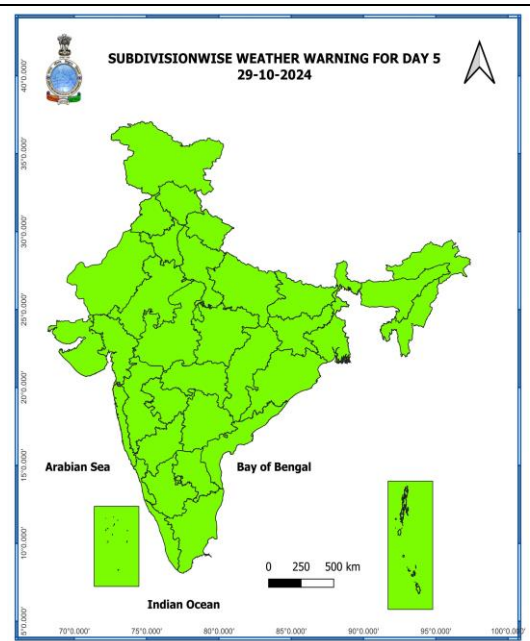 SUBDIVISIONWISE WEATHER WARNING FOR DAY 5
29-10-2024
40°0.000'
35°0.000'
30°0.000'
25°0.000'
20°0.000'
15°0.000'
10°0.000'
5°0.000'
Arabian Sea
Bay of Bengal
0 250 500 km
Indian Ocean
70°0.000' 75°0.000' 80°0.000' 85°0.000' 90°0.000' 95°0.000' 100°0.000'